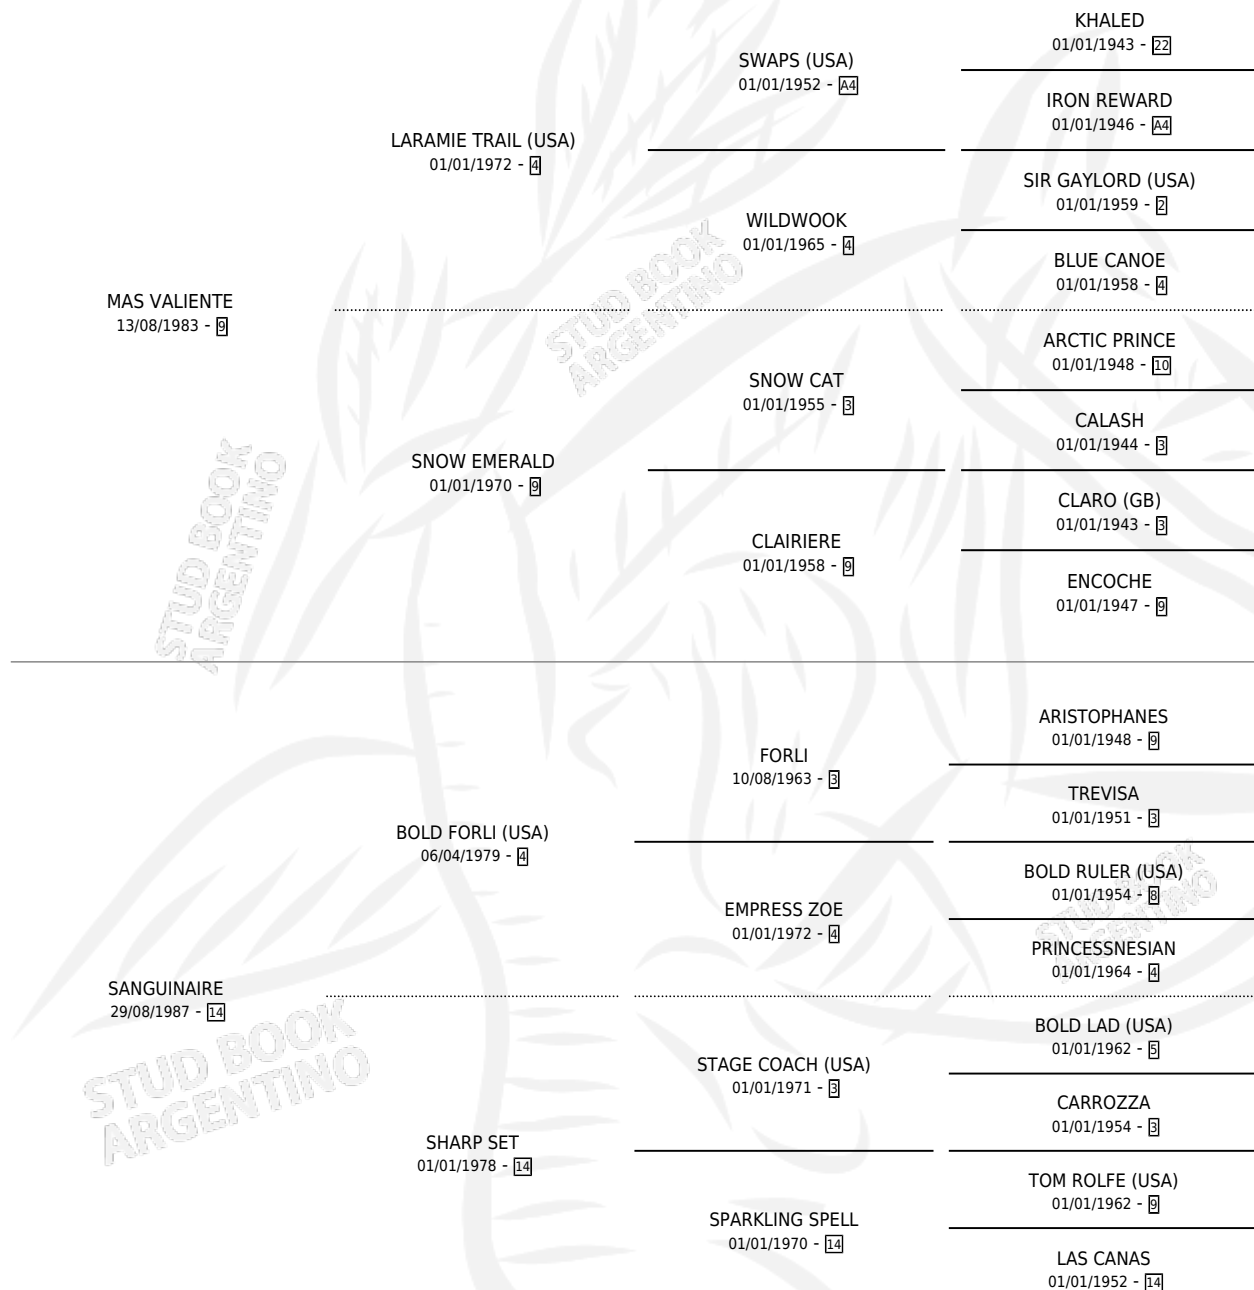 KHALED
01/01/1943 - 22
SWAPS (USA)
01/01/1952 - A4
IRON REWARD
01/01/1946 - A4
LARAMIE TRAIL (USA)
01/01/1972 - 4
SIR GAYLORD (USA)
01/01/1959 - 2
WILDWOOK
01/01/1965 - 4
BLUE CANOE
01/01/1958 - 4
MAS VALIENTE
13/08/1983 - 9
STUD BOOK
ARGENTINO
ARCTIC PRINCE
01/01/1948 - 10
SNOW CAT
01/01/1955 - 3
CALASH
01/01/1944 - 3
SNOW EMERALD
01/01/1970 - 9
CLARO (GB)
01/01/1943 - 3
CLAIRIERE
01/01/1958 - 9
ENCOCHE
01/01/1947 - 9
STUD BOOK
ARGENTINO
ARISTOPHANES
01/01/1948 - 9
FORLI
10/08/1963 - 3
TREVISA
01/01/1951 - 3
BOLD FORLI (USA)
06/04/1979 - 4
BOLD RULER (USA)
01/01/1954 - 8
EMPRESS ZOE
01/01/1972 - 4
PRINCESSNESIAN
01/01/1964 - 4
STUD BOOK
ARGENTINO
SANGUINAIRE
29/08/1987 - 14
BOLD LAD (USA)
01/01/1962 - 5
STAGE COACH (USA)
01/01/1971 - 3
CARROZZA
01/01/1954 - 3
STUD BOOK
ARGENTINO
SHARP SET
01/01/1978 - 14
TOM ROLFE (USA)
01/01/1962 - 9
SPARKLING SPELL
01/01/1970 - 14
LAS CANAS
01/01/1952 - 14